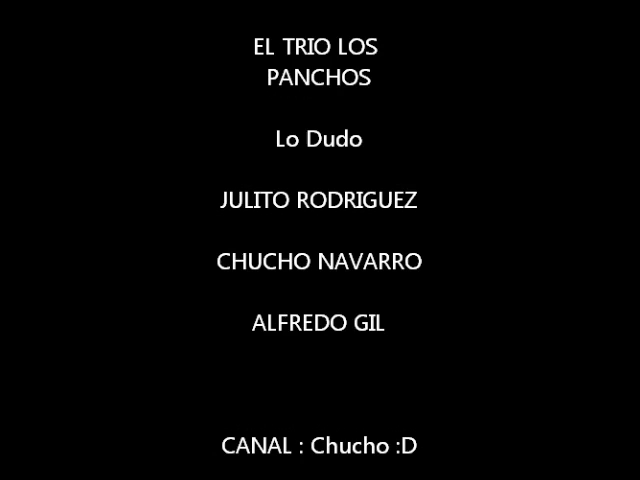 EL TRIO LOS
PANCHOS
Lo Dudo
JULITO RODRIGUEZ
CHUCHO NAVARRO
ALFREDO GIL
CANAL : Chucho :D